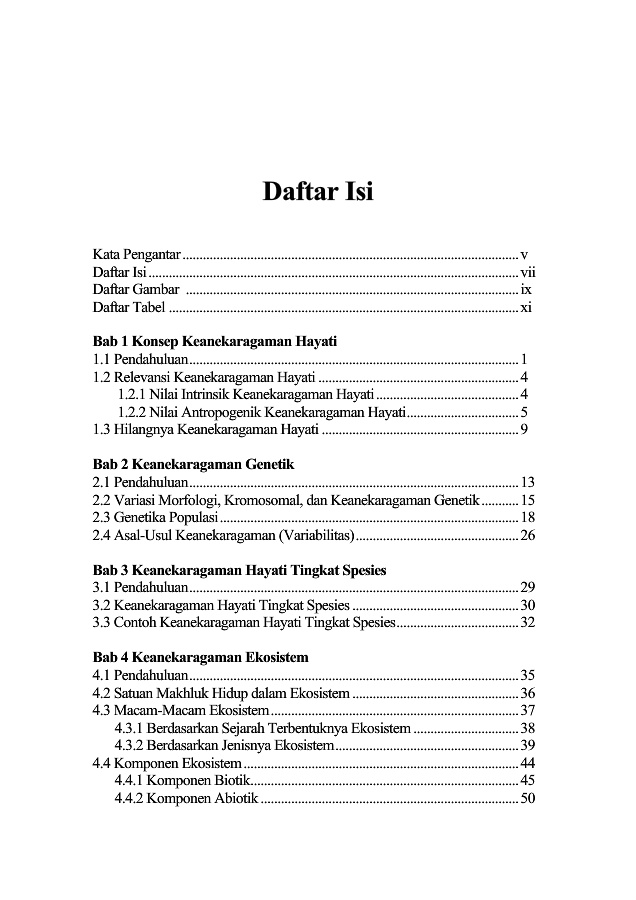 Daftar Isi
Kata Pengantar.................................................................................................. v
Daftar Isi............................................................................................................ vii
Daftar Gambar ................................................................................................. ix
Daftar Tabel ...................................................................................................... xi
Bab 1 Konsep Keanekaragaman Hayati
1.1 Pendahuluan................................................................................................ 1
1.2 Relevansi Keanekaragaman Hayati .......................................................... 4
1.2.1 Nilai Intrinsik Keanekaragaman Hayati.......................................... 4
1.2.2 Nilai Antropogenik Keanekaragaman Hayati................................. 5
1.3 Hilangnya Keanekaragaman Hayati ......................................................... 9
Bab 2 Keanekaragaman Genetik
2.1 Pendahuluan................................................................................................ 13
2.2 Variasi Morfologi, Kromosomal, dan Keanekaragaman Genetik........... 15
2.3 Genetika Populasi....................................................................................... 18
2.4 Asal-Usul Keanekaragaman (Variabilitas)................................................ 26
Bab 3 Keanekaragaman Hayati Tingkat Spesies
3.1 Pendahuluan................................................................................................ 29
3.2 Keanekaragaman Hayati Tingkat Spesies ................................................. 30
3.3 Contoh Keanekaragaman Hayati Tingkat Spesies.................................... 32
Bab 4 Keanekaragaman Ekosistem
4.1 Pendahuluan................................................................................................ 35
4.2 Satuan Makhluk Hidup dalam Ekosistem ................................................ 36
4.3 Macam-Macam Ekosistem........................................................................ 37
4.3.1 Berdasarkan Sejarah Terbentuknya Ekosistem ............................... 38
4.3.2 Berdasarkan Jenisnya Ekosistem...................................................... 39
4.4 Komponen Ekosistem................................................................................ 44
4.4.1 Komponen Biotik.............................................................................. 45
4.4.2 Komponen Abiotik............................................................................ 50